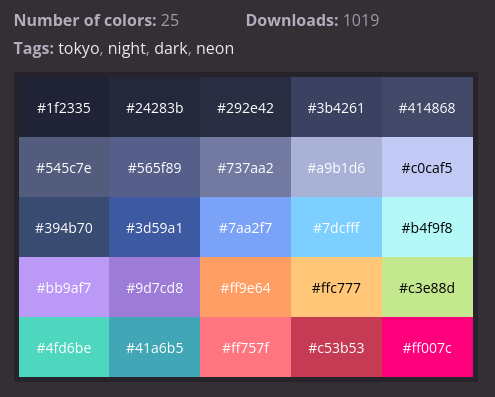 Number of colors: 25 Downloads: 1019
Tags: tokyo, night, dark, neon
#1f2335 #24283b #292e42 #3b4261 #414868
#545c7e #565f89 #737aa2 #a9b1d6 #c0caf5
#394b70 #3d59a1 #7aa2f7 #7dcfff #b4f9f8
#bb9af7 #9d7cd8 #ff9e64 #ffc777 #c3e88d
#4fd6be #41a6b5 #ff757f #c53b53 #ff007c